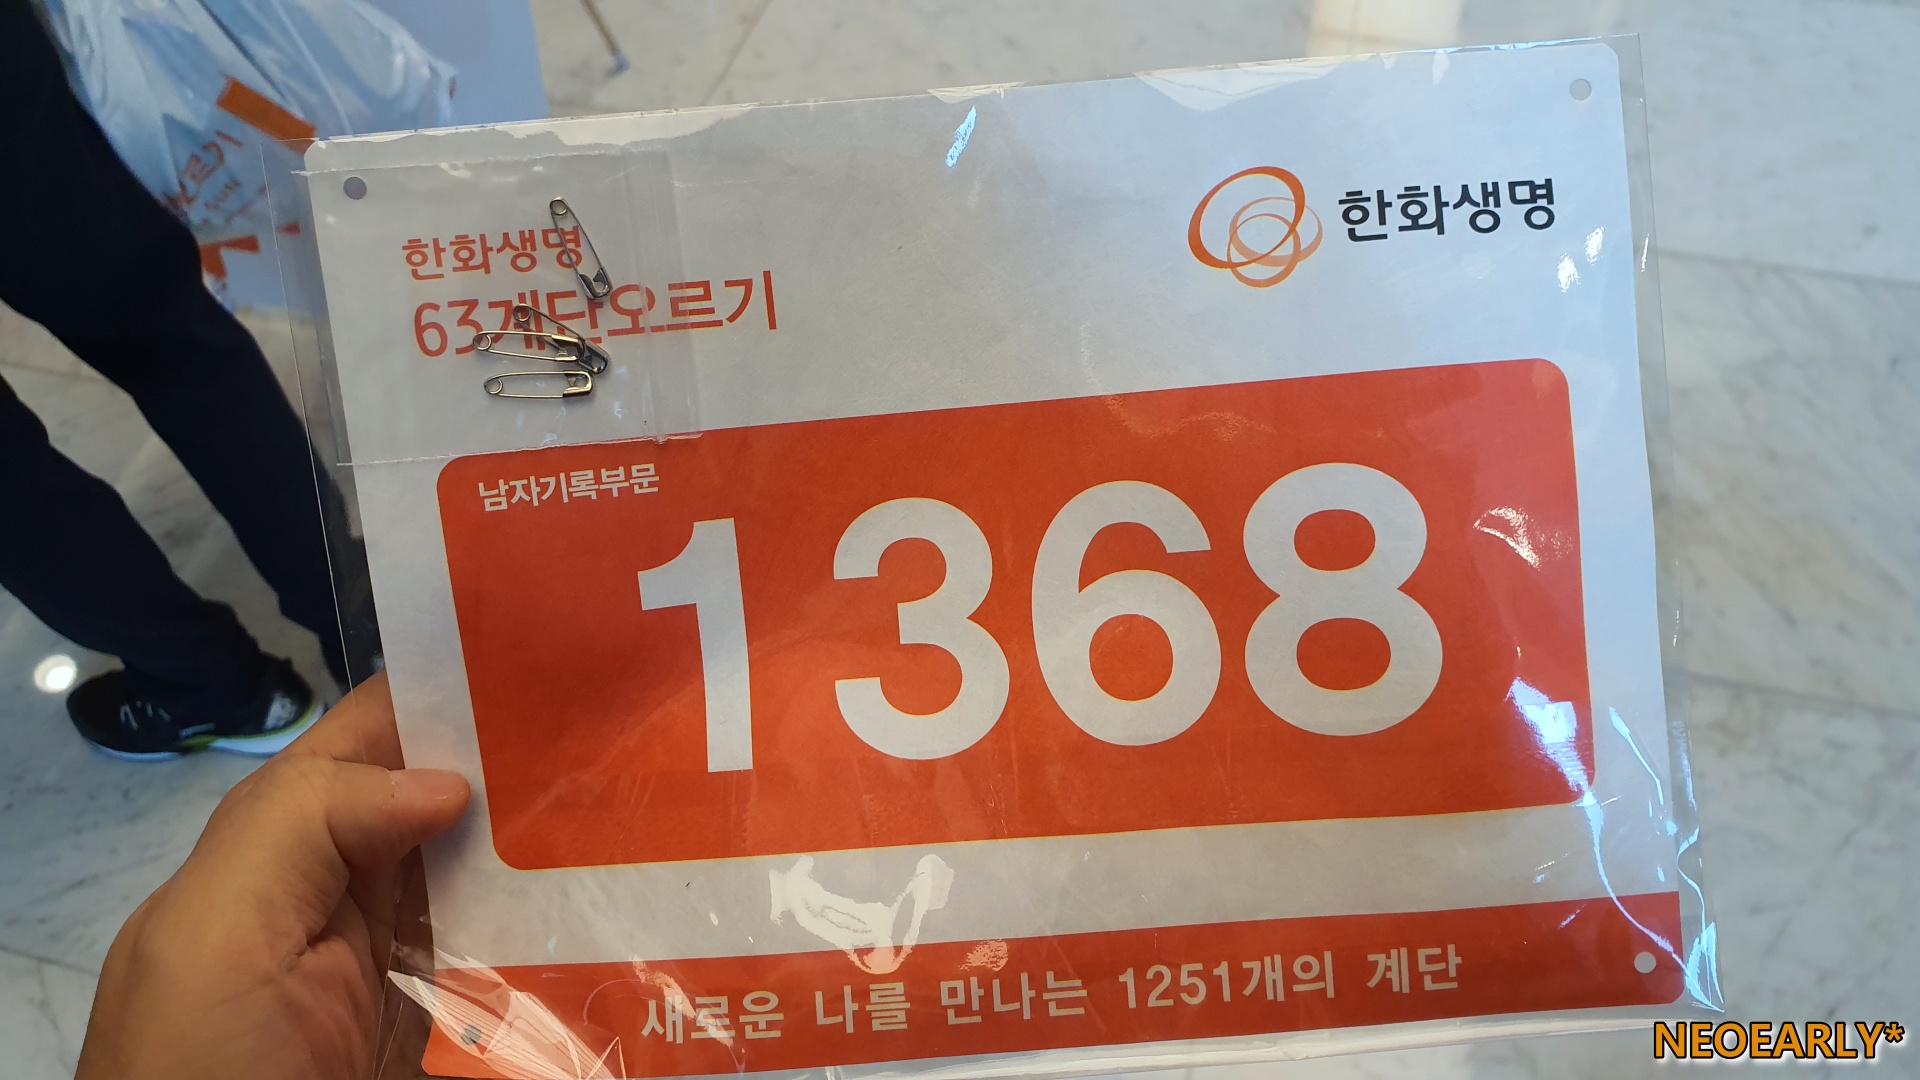 한화생명
63계단오르기
한화생명
남자기록부문
1368
새로운 나를 만나는 1251개의 계단
NEOEARLY*